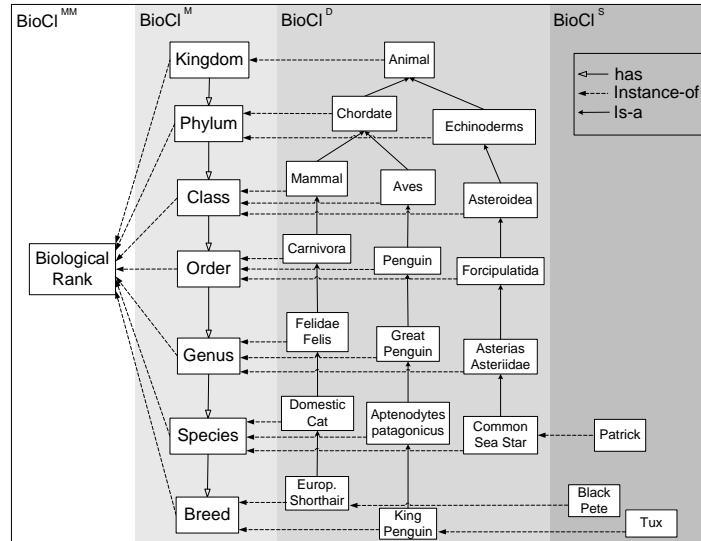 BioCl MM
BioCl M
BioCl D
BioCl S
Kingdom
Animal
has
Instance-of
Is-a
Phylum
Chordate
Echinoderms
Class
Mammal
Aves
Asteroidea
Biological
Rank
Order
Carnivora
Penguin
Forcipulatida
Genus
Felidae
Felis
Great
Penguin
Asterias
Asteriidae
Species
Domestic
Cat
Aptenodytes
patagonicus
Common
Sea Star
Patrick
Breed
Europ.
Shorthair
King
Penguin
Black
Pete
Tux